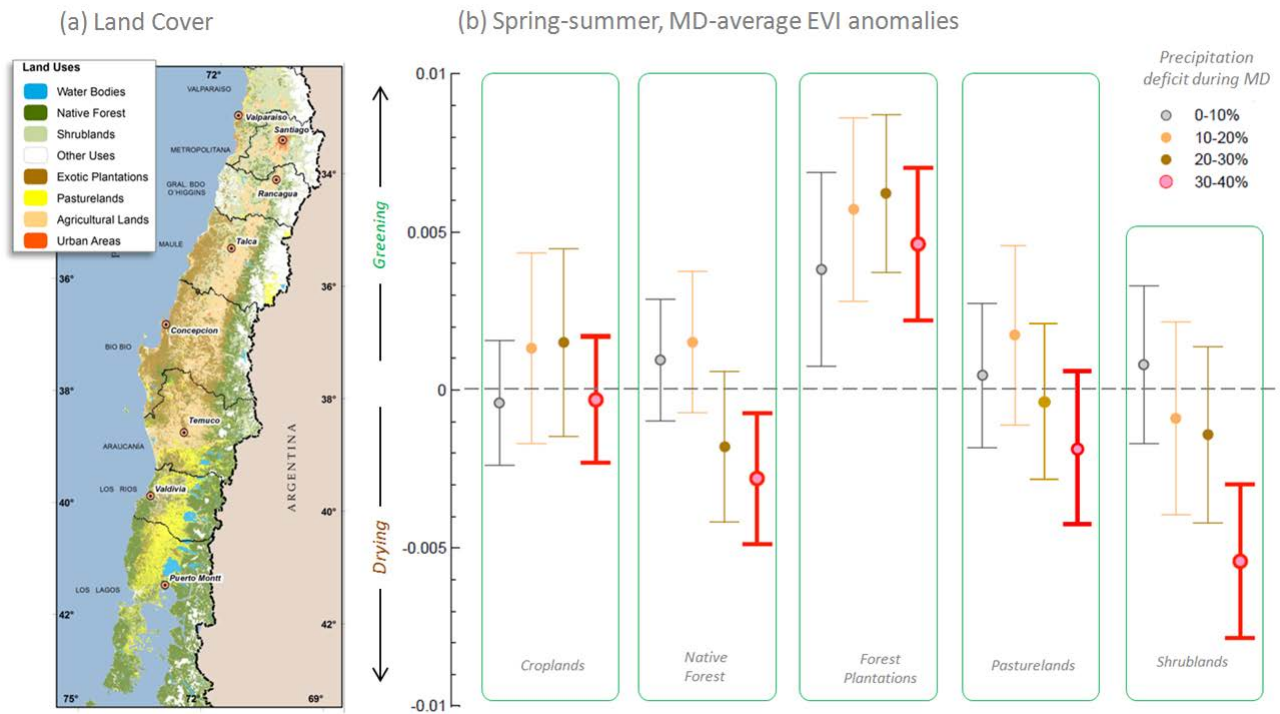 (a) Land Cover
(b) Spring-summer, MD-average EVI anomalies
Land Uses
Water Bodies
Native Forest
Shrublands
Other Uses
Exotic Plantations
Pasturelands
Agricultural Lands
Urban Areas
72°
VALPARAISO
Valparaiso
Santiago
METROPOLITANA
34°
GRAL. BDO
O'HIGGINS
Rancagua
MAULE
Talca
36°
36°
Concepcion
BIO BIO
38°
38°
Temuco
ARAUCANÍA
ARGENTINA
LOS RIOS
Valdivia
40°
40°
Puerto Montt
LOS LAGOS
42°
42°
75°
72°
69°
Greening
Drying
0.01
0.005
0
-0.005
-0.01
Precipitation
deficit during MD
0-10%
10-20%
20-30%
30-40%
Croplands
Native
Forest
Forest
Plantations
Pasturelands
Shrublands